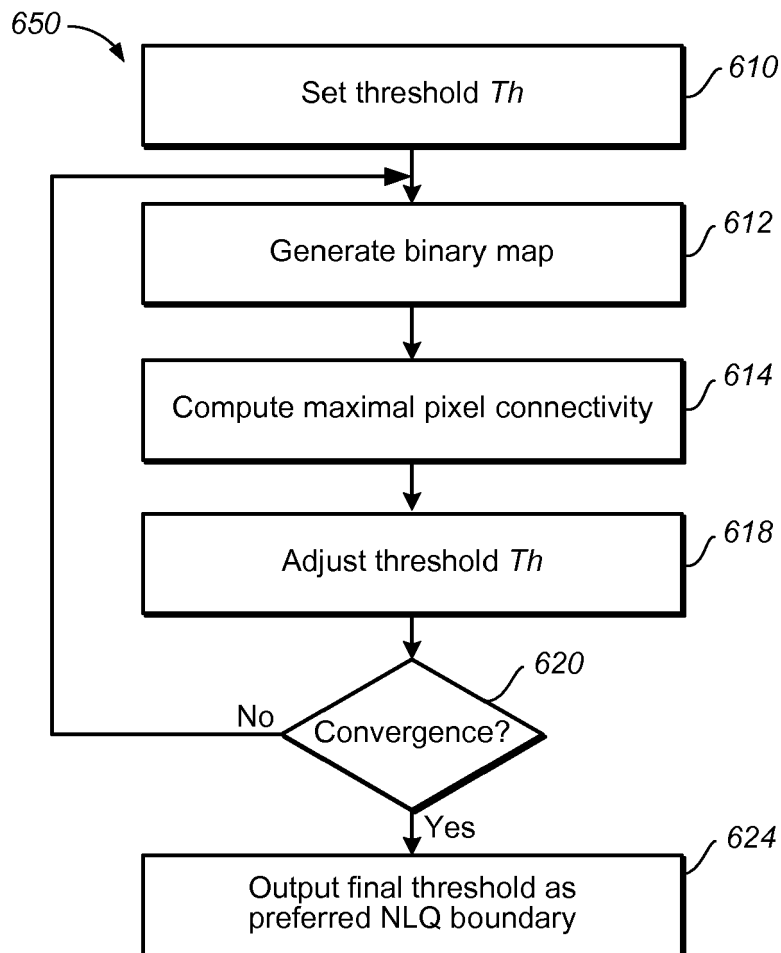 650
Set threshold Th
610
Generate binary map
612
Compute maximal pixel connectivity
614
Adjust threshold Th
618
Convergence?
620
No
Yes
Output final threshold as
preferred NLQ boundary
624